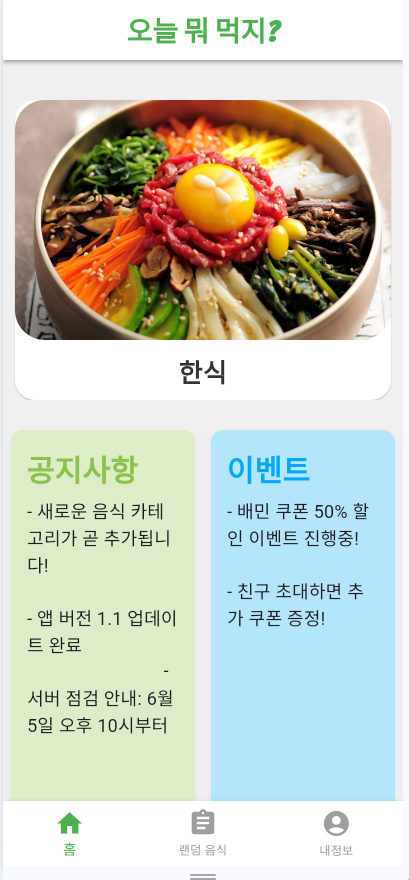 오늘 뭐 먹지?
한식
공지사항
- 새로운 음식 카테
고리가 곧 추가됩니
다!
- 앱 버전 1.1 업데이
트 완료
-
서버 점검 안내: 6월
5일 오후 10시부터
이벤트
- 배민 쿠폰 50% 할
인 이벤트 진행중!
- 친구 초대하면 추
가 쿠폰 증정!
홈
랜덤 음식
내정보